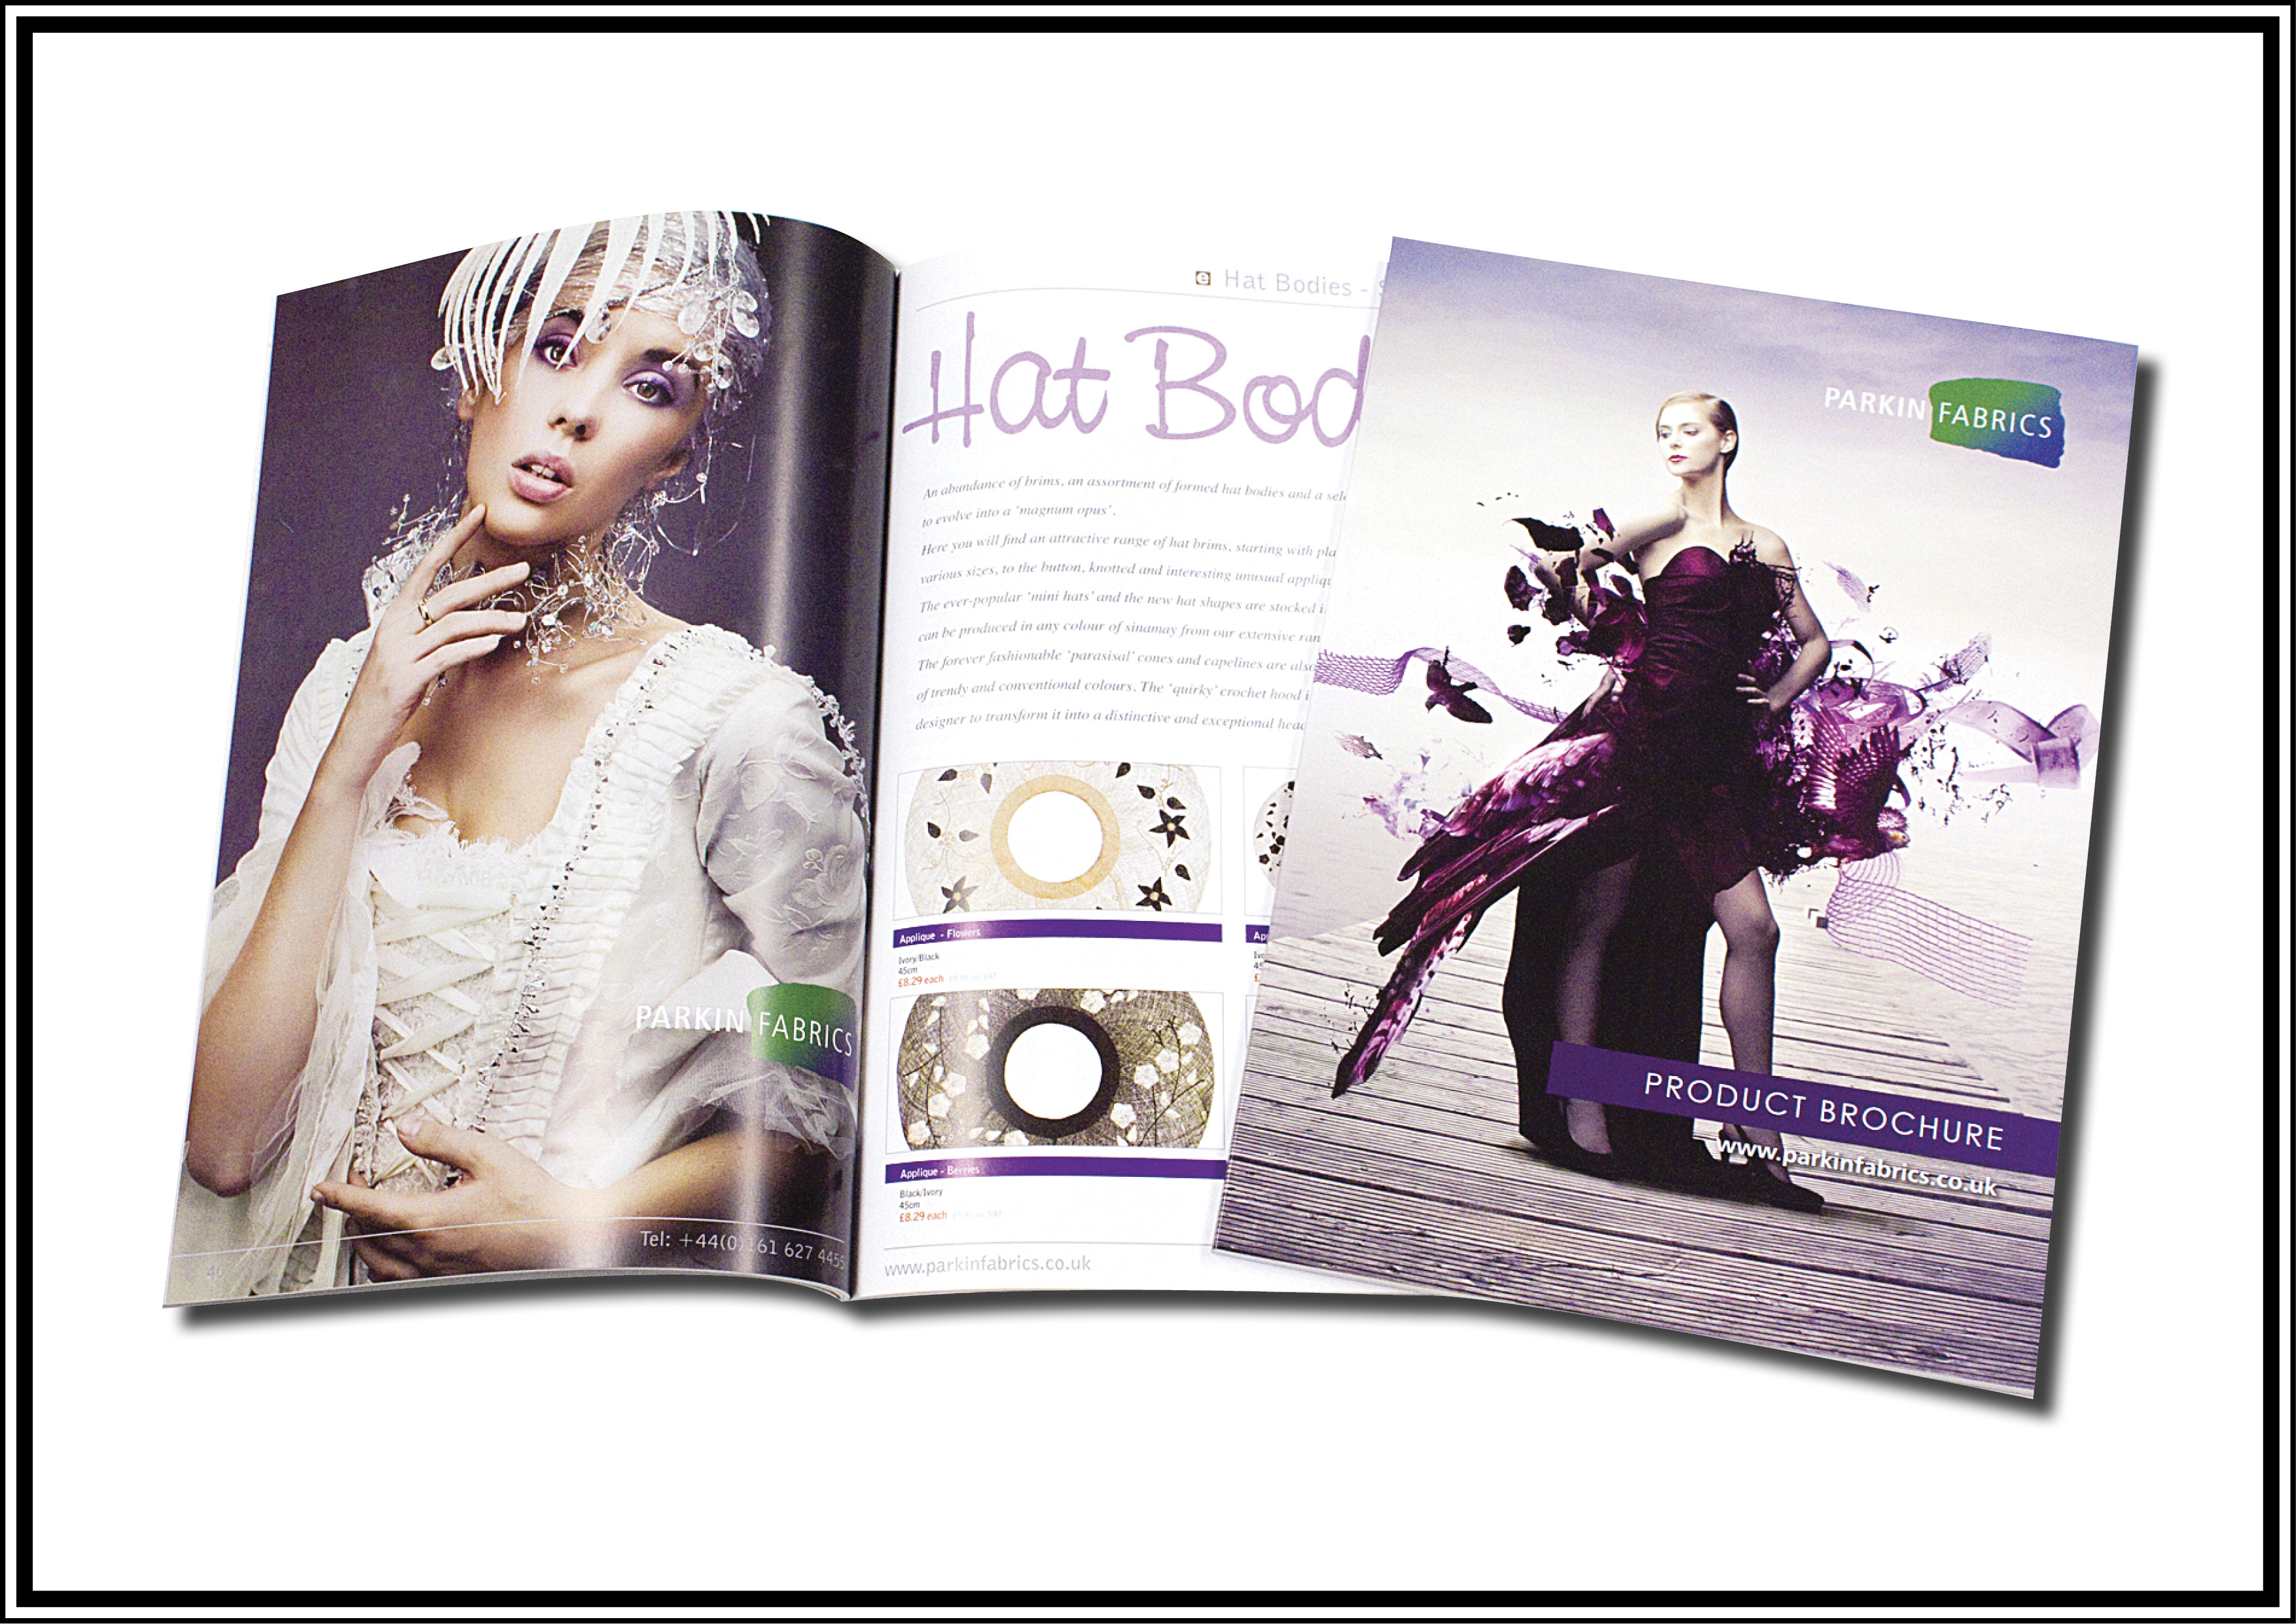 PARKIN FABRICS
Tel: +44(0)161 627 4455
40
Hat Bodies -
Hat Bod
An abundance of brims, an assortment of formed hat bodies and a sel
to evolve into a 'magnum opus'.
Here you will find an attractive range of hat brims, starting with pla
various sizes, to the button, knotted and interesting unusual appliqu
The ever-popular 'mini hats' and the new hat shapes are stocked i
can be produced in any colour of sinamay from our extensive ran
The forever fashionable 'parasisal' cones and capelines are also
of trendy and conventional colours. The 'quirky' crochet hood i
designer to transform it into a distinctive and exceptional head
Applique - Flowers
Ivory/Black
45cm
£8.29 each
Ap
Applique - Berries
Black/Ivory
45cm
£8.29 each
www.parkinfabrics.co.uk
PARKIN FABRICS
PRODUCT BROCHURE
www.parkinfabrics.co.uk